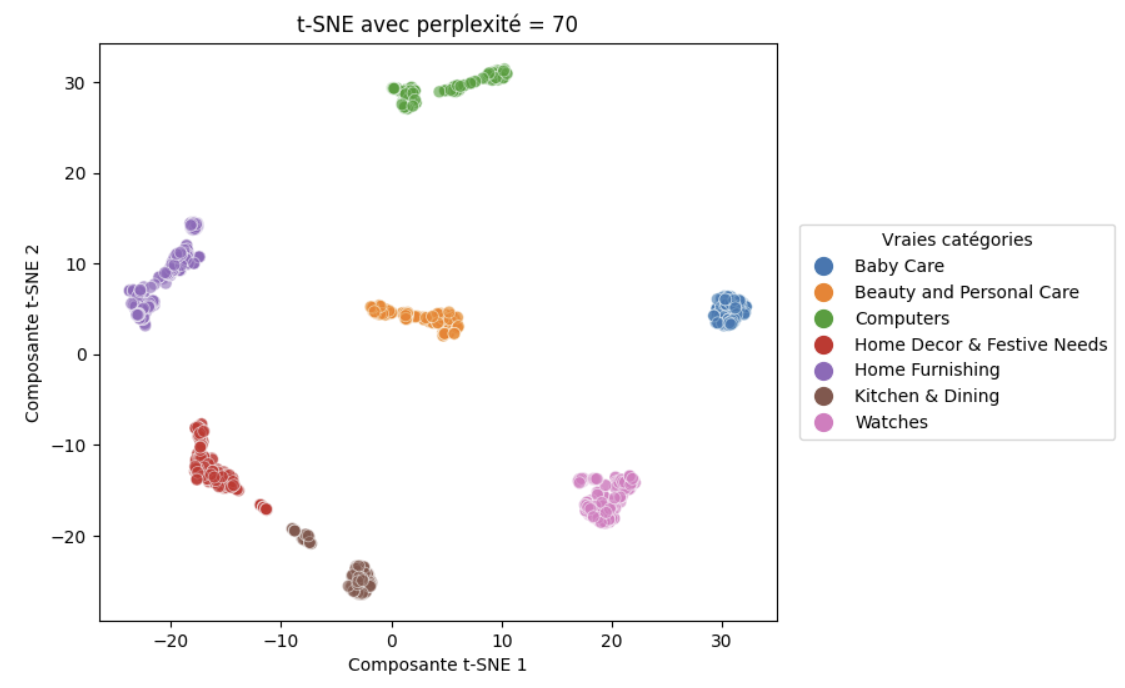 t-SNE avec perplexité = 70
Composante t-SNE 2
30
20
10
0
−10
−20
−20
−10
0
10
20
30
Composante t-SNE 1
Vraies catégories
Baby Care
Beauty and Personal Care
Computers
Home Decor & Festive Needs
Home Furnishing
Kitchen & Dining
Watches